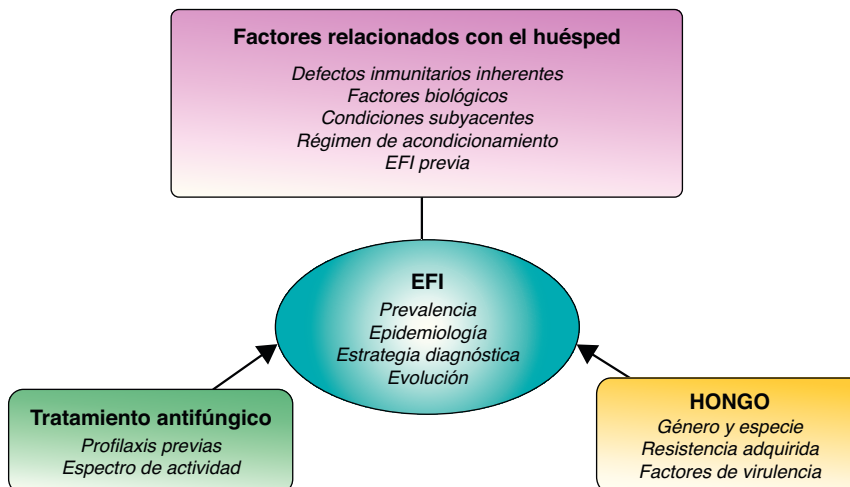 Factores relacionados con el huésped
Defectos inmunitarios inherentes
Factores biológicos
Condiciones subyacentes
Régimen de acondicionamiento
EFI previa
EFI
Prevalencia
Epidemiología
Estrategia diagnóstica
Evolución
Tratamiento antifúngico
Profilaxis previas
Espectro de actividad
HONGO
Género y especie
Resistencia adquirida
Factores de virulencia